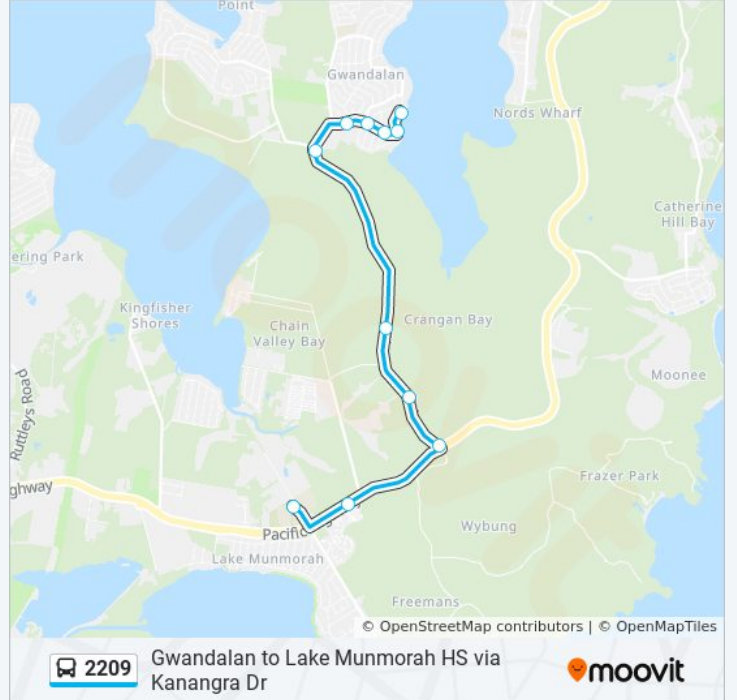 Point
Gwandalan
Nords Wharf
Catherine
Hill Bay
ering Park
Kingfisher
Shores
Chain
Valley Bay
Crangan Bay
Moonee
Ruttleys Road
ghway
Frazer Park
Wybung
Pacific
Lake Munmorah
Freemans
© OpenStreetMap contributors | © OpenMapTiles
2209
Gwandalan to Lake Munmorah HS via
Kanangra Dr
moovit